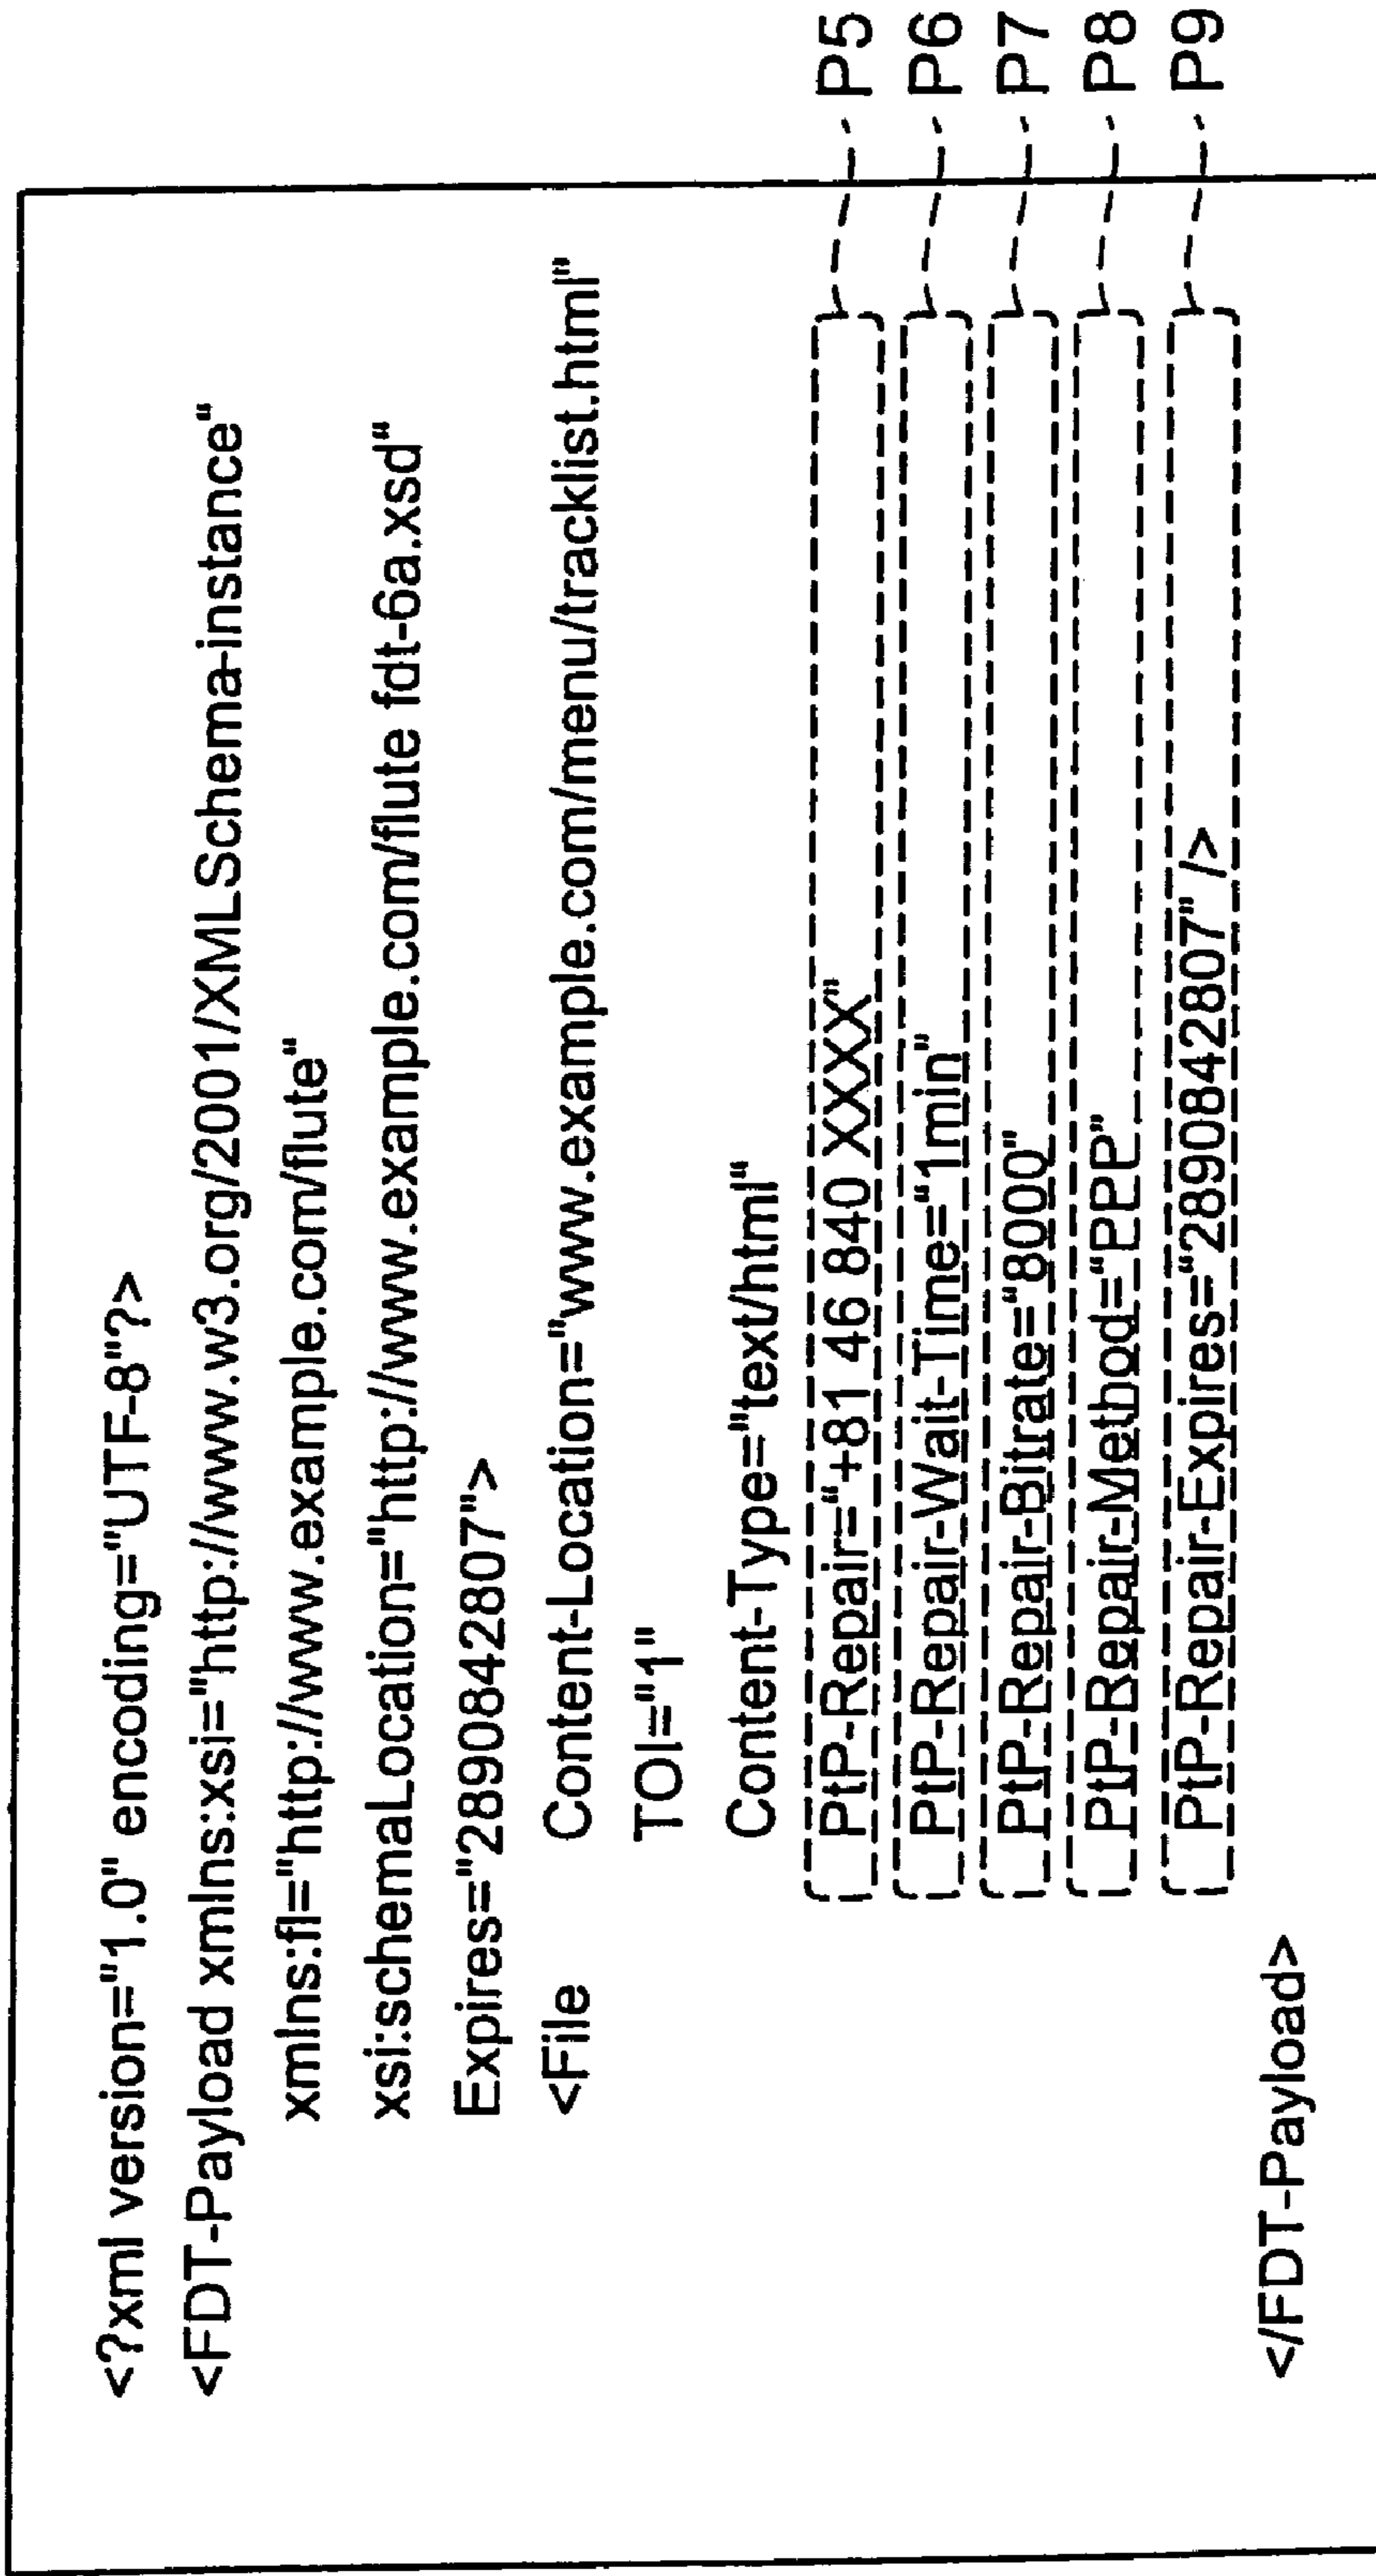 <?xml version="1.0" encoding="UTF-8"?>
<FDT-Payload xmlns:xsi="http://www.w3.org/2001/XMLSchema-instance"
xmlns:fl="http://www.example.com/flute"
xsi:schemaLocation="http://www.example.com/flute fdt-6a.xsd"
Expires="2890842807">
<File Content-Location="www.example.com/menu/tracklist.html"
TOI="1"
Content-Type="text/html"
PtP-Repair="+81 46 840 XXXX" P5
PtP-Repair-Wait-Time="1min" P6
PtP-Repair-Bitrate="8000" P7
PtP-Repair-Method="PPP" P8
PtP-Repair-Expires="2890842807" /> P9
</FDT-Payload>